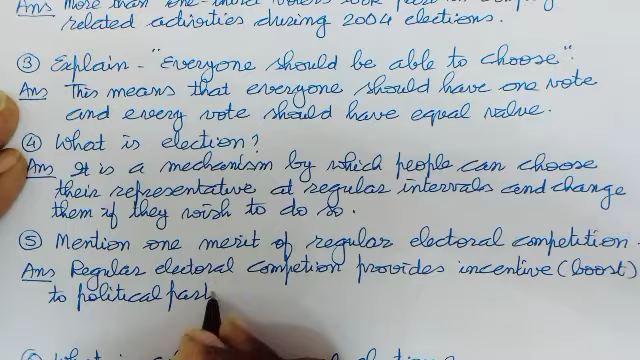 Ans More than one-third voters took part in
related activities during 2004 elections.
③ Explain - "Everyone should be able to choose".
Ans This means that everyone should have one vote
and every vote should have equal value.
④ What is election?
Ans It is a mechanism by which people can choose
their representative at regular intervals and change
them if they wish to do so.
⑤ Mention one merit of regular electoral competition.
Ans Regular electoral competion provides incentive (boost)
to political part